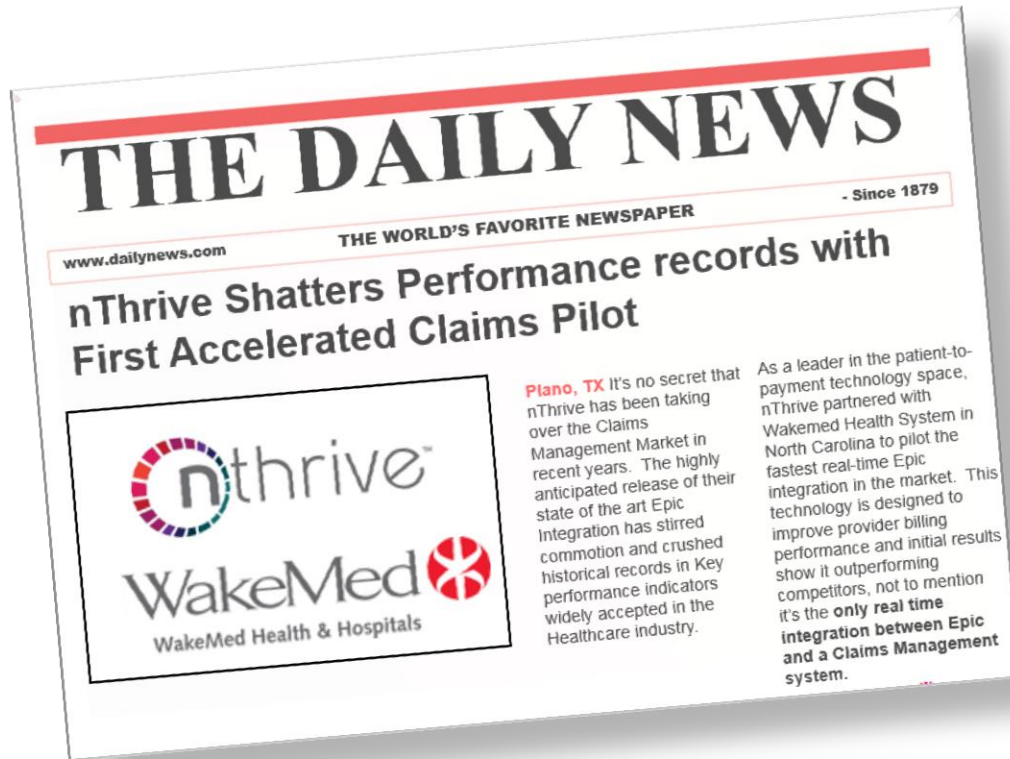 THE DAILY NEWS
www.dailynews.com
THE WORLD'S FAVORITE NEWSPAPER
- Since 1879
nThrive Shatters Performance records with
First Accelerated Claims Pilot
nthrive™
WakeMed
WakeMed Health & Hospitals
Plano, TX It's no secret that
nThrive has been taking
over the Claims
Management Market in
recent years. The highly
anticipated release of their
state of the art Epic
Integration has stirred
commotion and crushed
historical records in Key
performance indicators
widely accepted in the
Healthcare industry.
As a leader in the patient-to-
payment technology space,
nThrive partnered with
Wakemed Health System in
North Carolina to pilot the
fastest real-time Epic
integration in the market. This
technology is designed to
improve provider billing
performance and initial results
show it outperforming
competitors, not to mention
it's the only real time
integration between Epic
and a Claims Management
system.